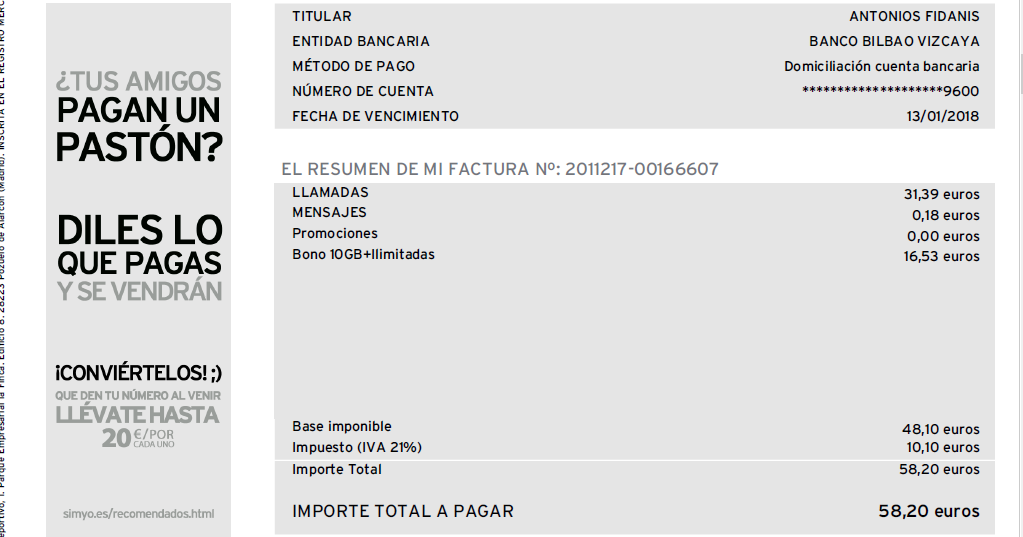 eportivo, 1. Parque Empresarial la Finca. Edificio 8. 28223 Pozuelo de Alarcón (Madrid). INSCRITA EN EL REGISTRO MERC
¿TUS AMIGOS
PAGAN UN
PASTÓN?
DILES LO
QUE PAGAS
Y SE VENDRÁN
¡CONVIÉRTELOS! ;)
QUE DEN TU NÚMERO AL VENIR
LLÉVATE HASTA
20 €/POR CADA UNO
simyo.es/recomendados.html
TITULAR ANTONIOS FIDANIS
ENTIDAD BANCARIA BANCO BILBAO VIZCAYA
MÉTODO DE PAGO Domiciliación cuenta bancaria
NÚMERO DE CUENTA ********************9600
FECHA DE VENCIMIENTO 13/01/2018
EL RESUMEN DE MI FACTURA Nº: 2011217-00166607
LLAMADAS 31,39 euros
MENSAJES 0,18 euros
Promociones 0,00 euros
Bono 10GB+Ilimitadas 16,53 euros
Base imponible 48,10 euros
Impuesto (IVA 21%) 10,10 euros
Importe Total 58,20 euros
IMPORTE TOTAL A PAGAR 58,20 euros